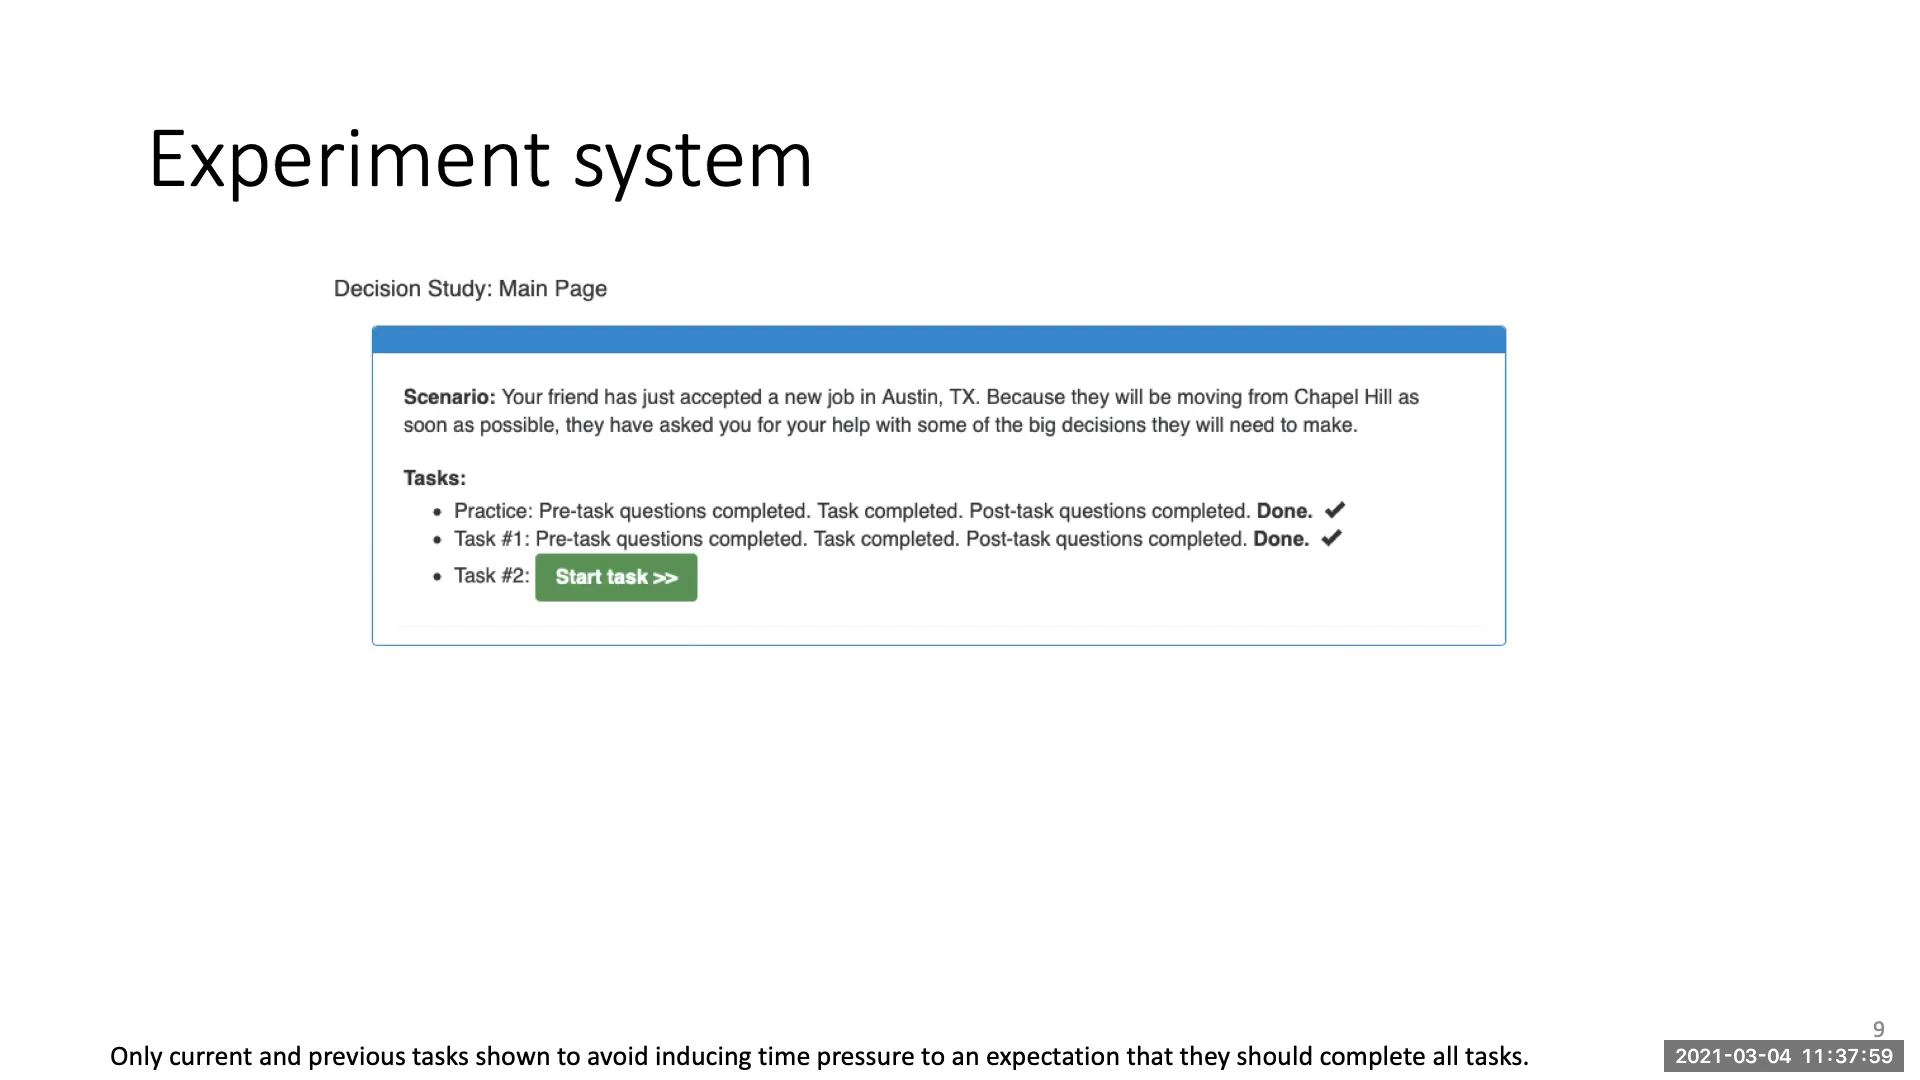 Experiment system
Decision Study: Main Page
Scenario: Your friend has just accepted a new job in Austin, TX. Because they will be moving from Chapel Hill as
soon as possible, they have asked you for your help with some of the big decisions they will need to make.
Tasks:
• Practice: Pre-task questions completed. Task completed. Post-task questions completed. Done. ✔
• Task #1: Pre-task questions completed. Task completed. Post-task questions completed. Done. ✔
• Task #2: Start task >>
9
Only current and previous tasks shown to avoid inducing time pressure to an expectation that they should complete all tasks.
2021-03-04 11:37:59